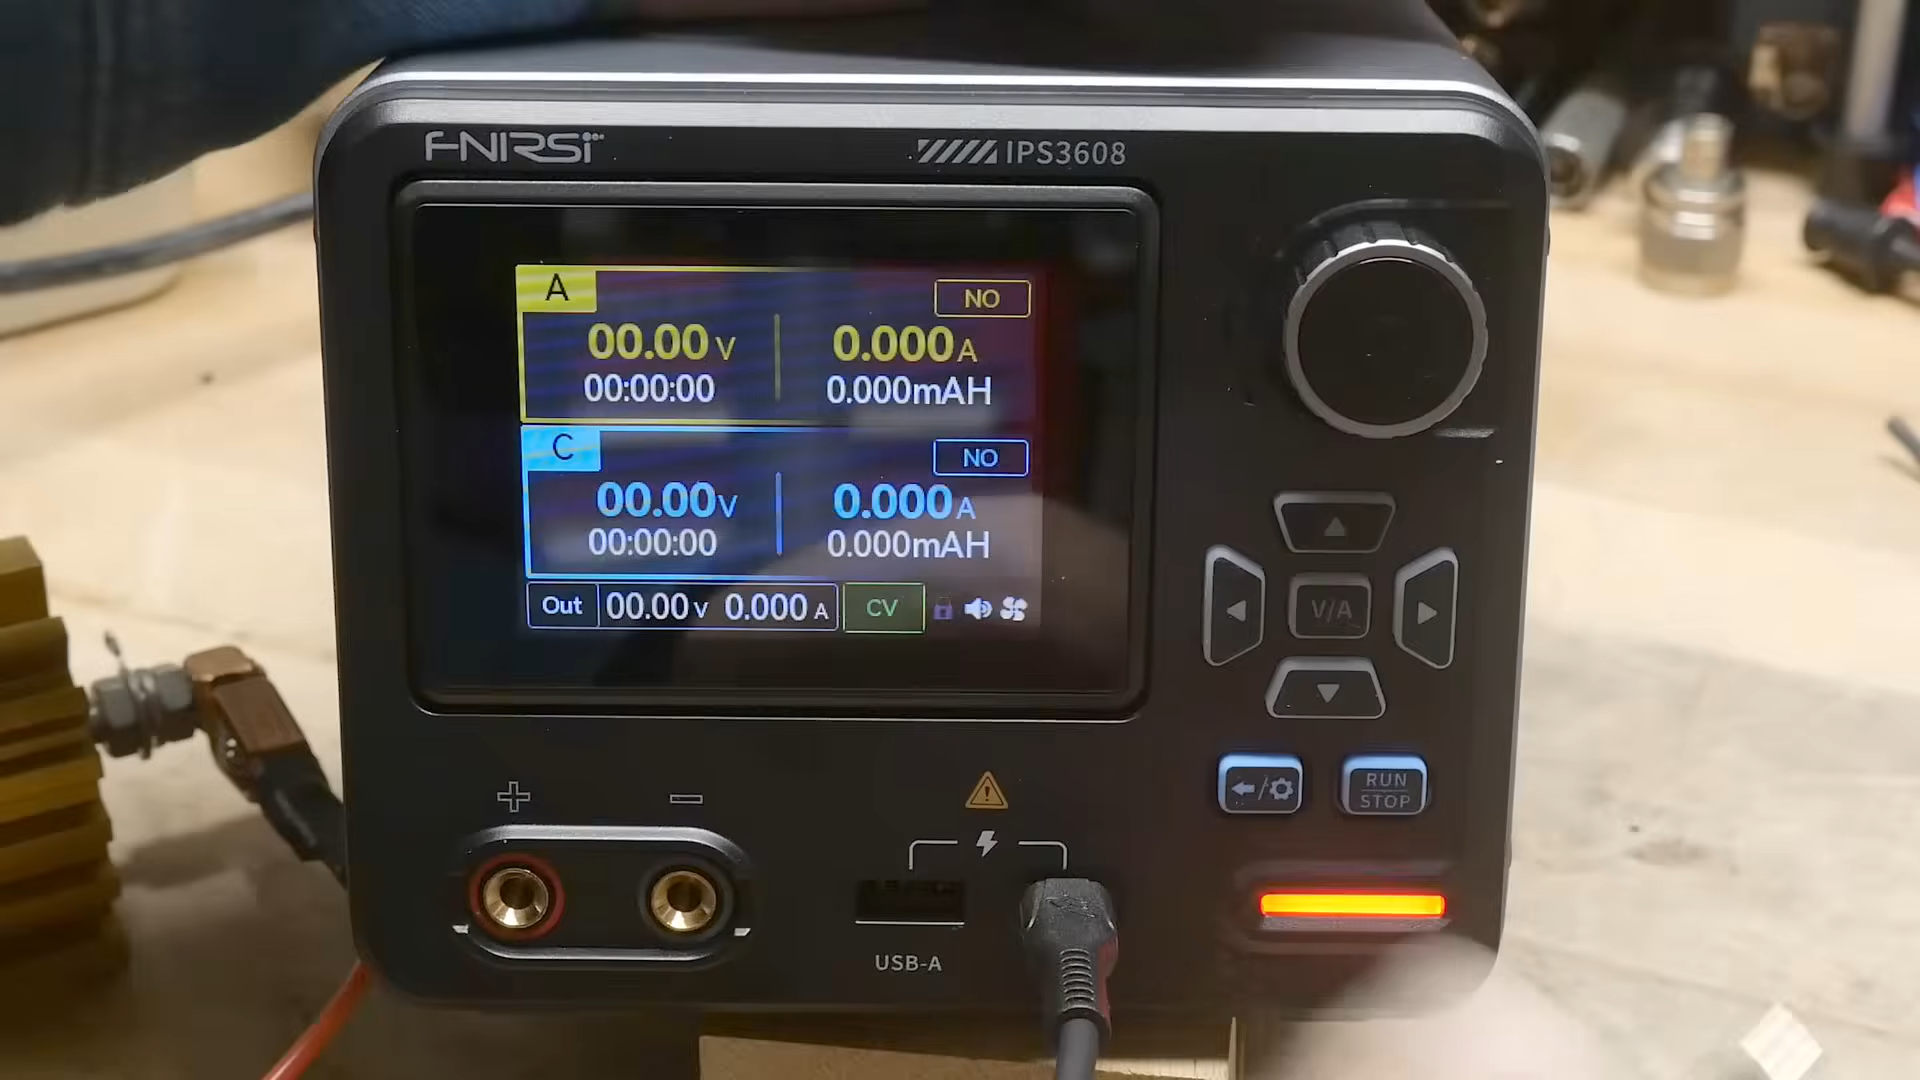 FNIRSI
IPS3608
A
NO
00.00 V
0.000 A
00:00:00
0.000mAH
C
NO
00.00 V
0.000 A
00:00:00
0.000mAH
Out 00.00 V 0.000 A CV
V/A
RUN
STOP
USB-A